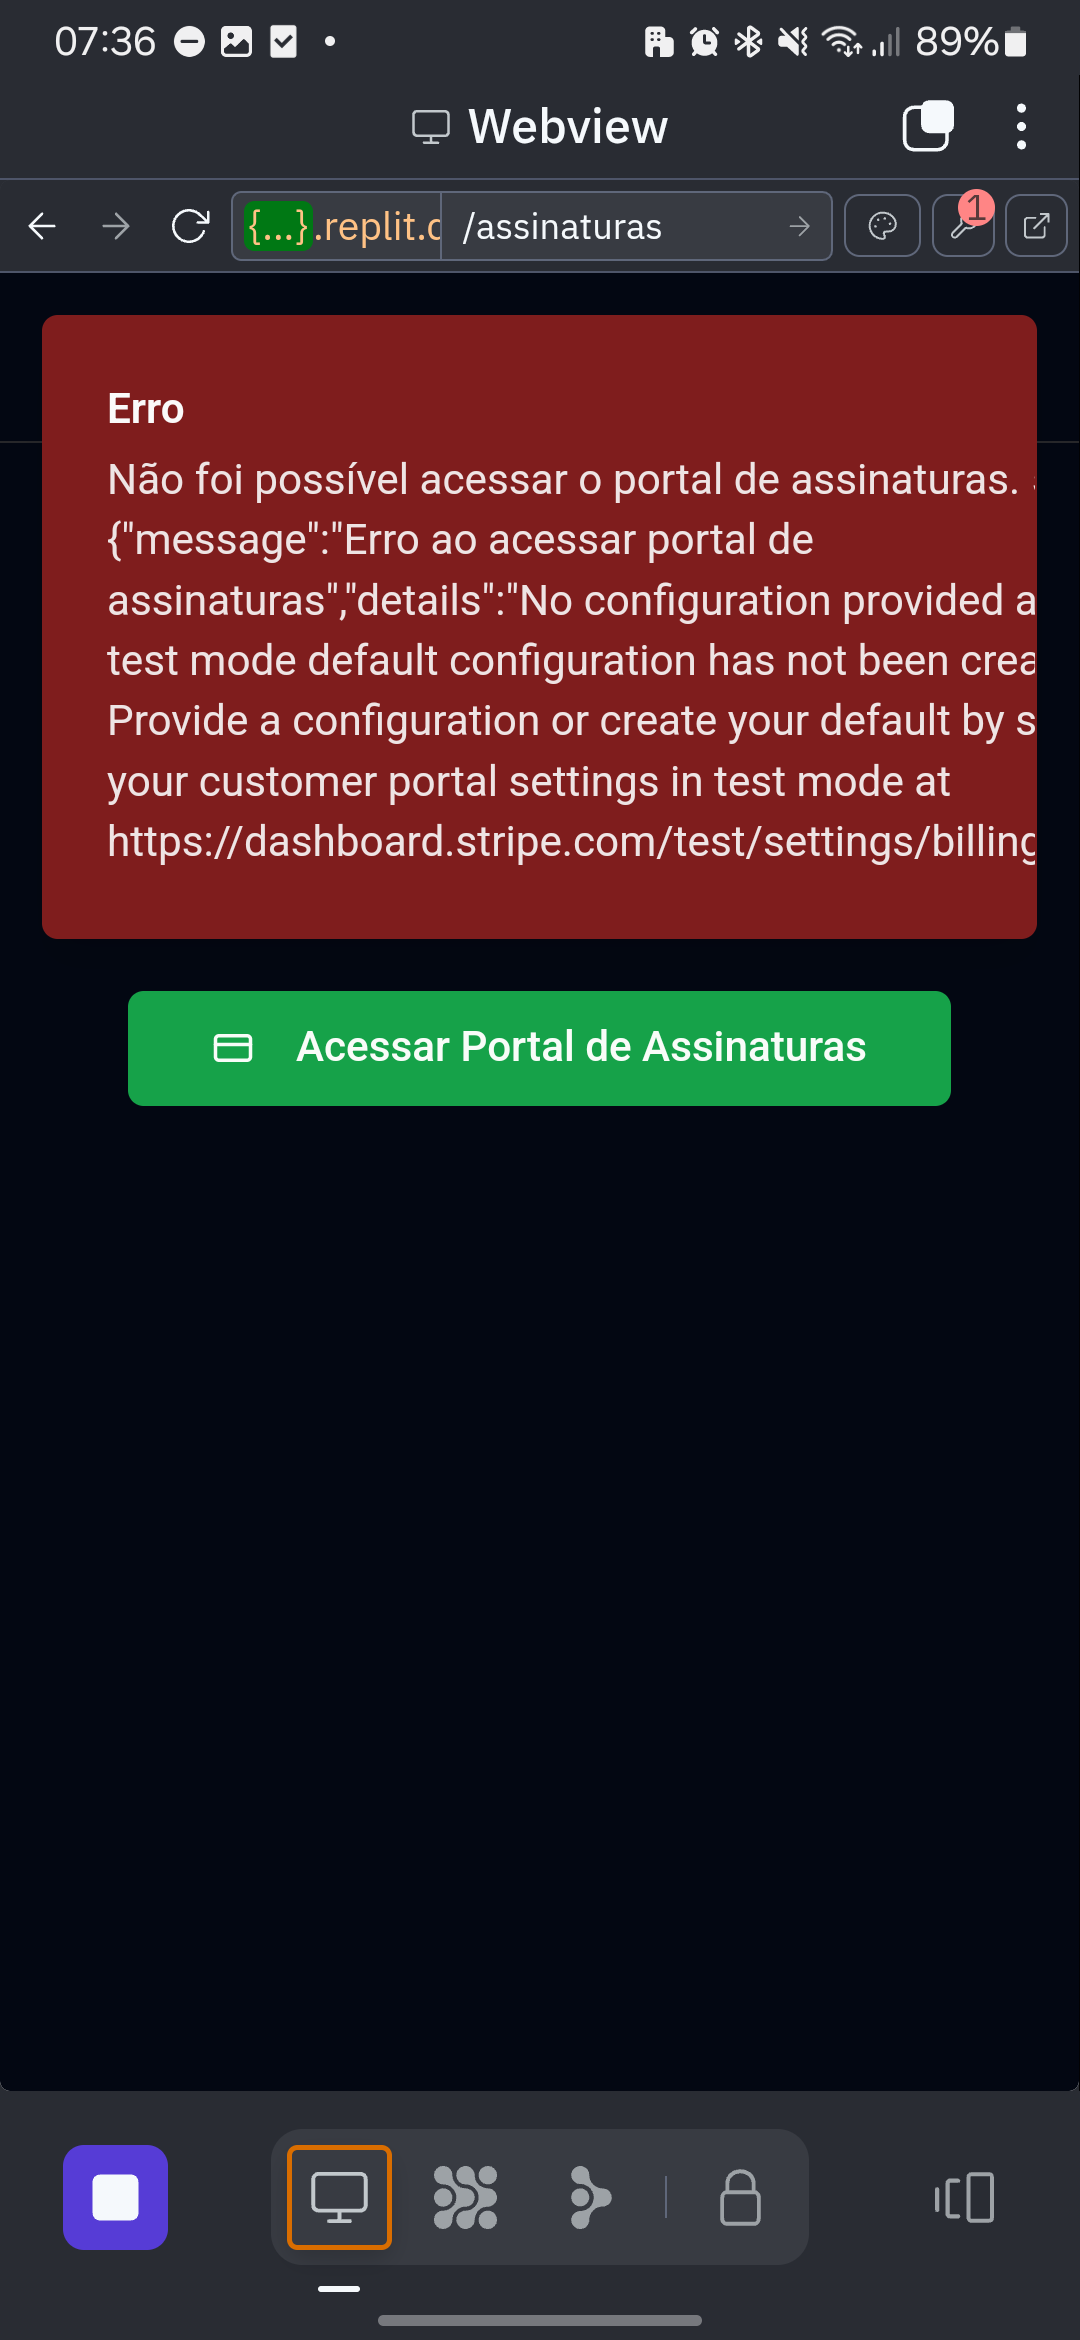 07:36
89%
Webview
{...}.replit.
/assinaturas
1
Erro
Não foi possível acessar o portal de assinaturas.
{"message":"Erro ao acessar portal de
assinaturas","details":"No configuration provided a
test mode default configuration has not been crea
Provide a configuration or create your default by s
your customer portal settings in test mode at
https://dashboard.stripe.com/test/settings/billing
Acessar Portal de Assinaturas